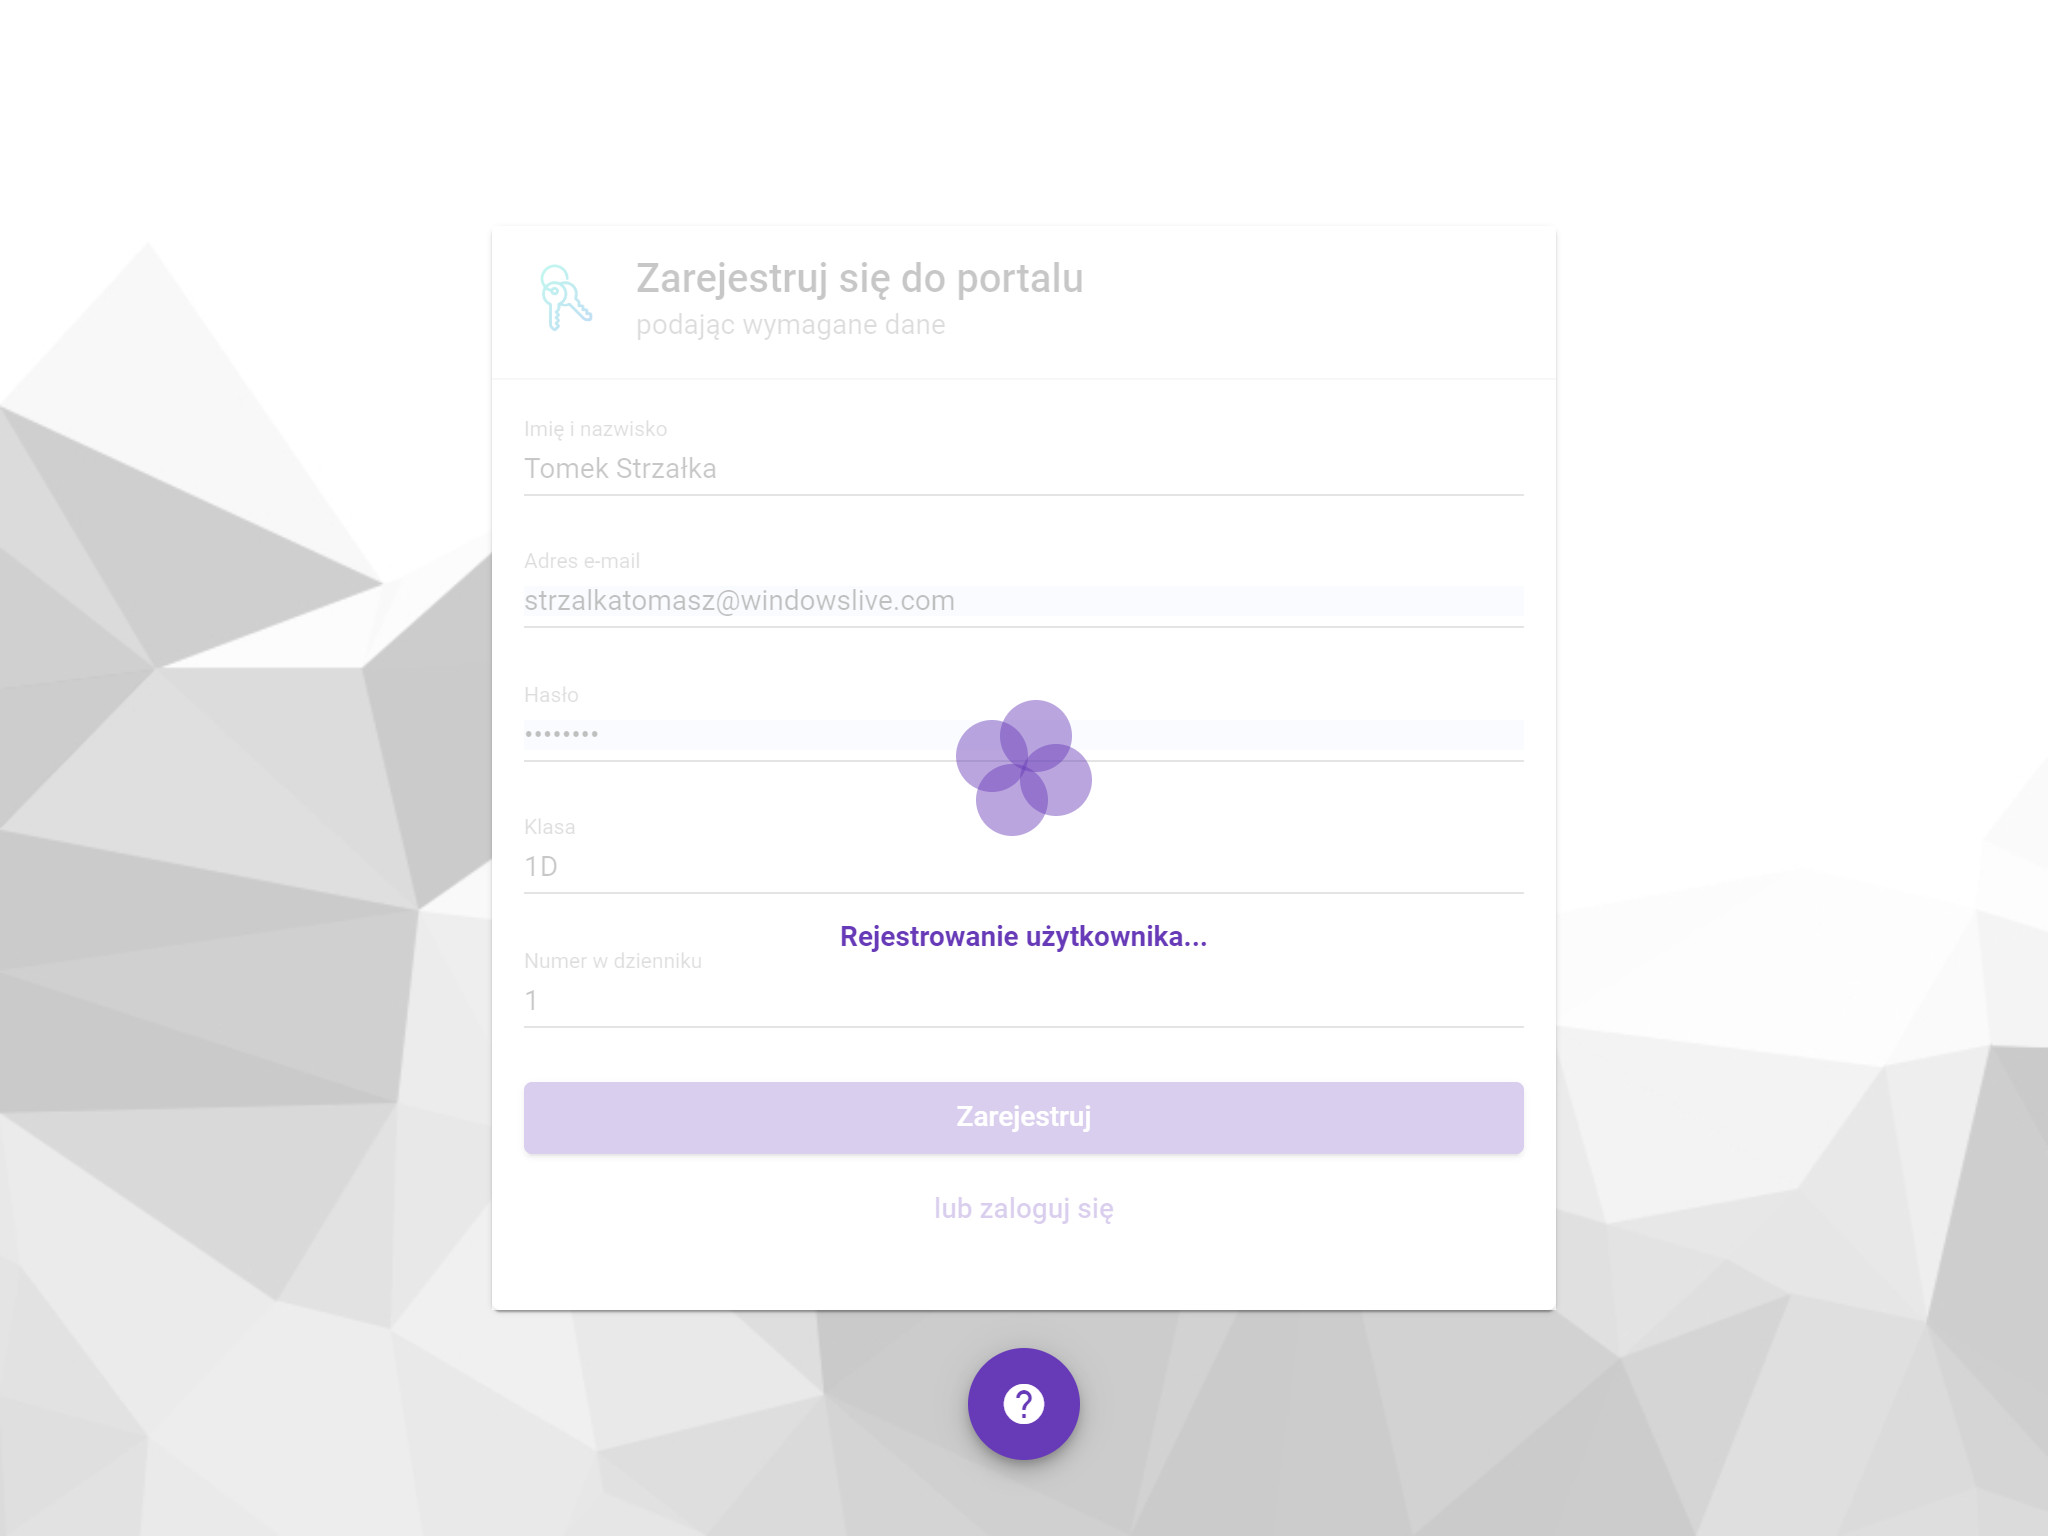 Zarejestruj się do portalu
podając wymagane dane
Imię i nazwisko
Tomek Strzałka
Adres e-mail
strzalkatomasz@windowslive.com
Hasło
••••••••
Klasa
1D
Rejestrowanie użytkownika...
Numer w dzienniku
1
Zarejestruj
lub zaloguj się
?